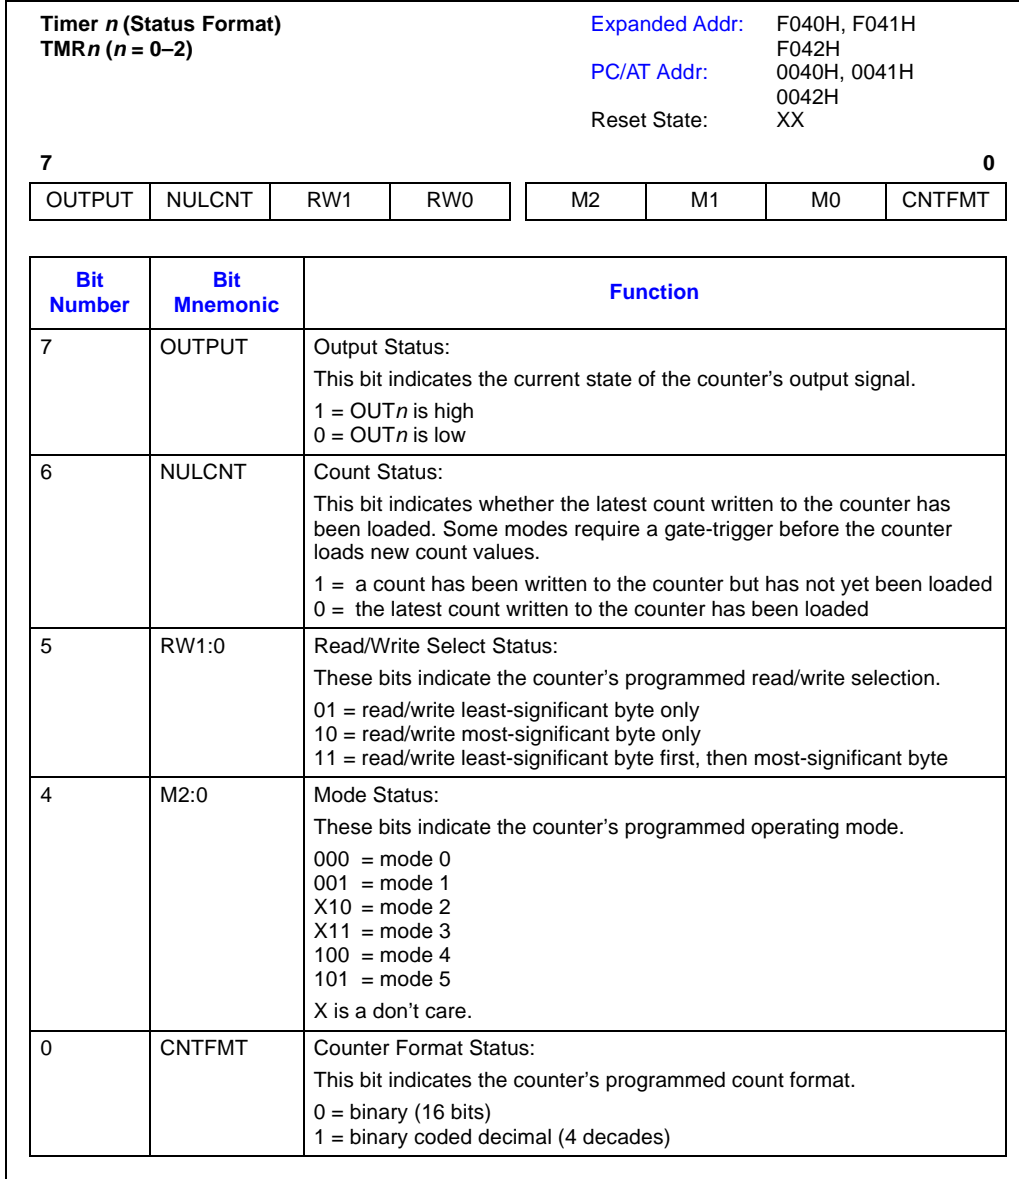 Timer n (Status Format)
TMRn (n = 0–2)
Expanded Addr: F040H, F041H
F042H
PC/AT Addr: 0040H, 0041H
0042H
Reset State: XX
7 0
OUTPUT NULCNT RW1 RW0 M2 M1 M0 CNTFMT
Bit Number Bit Mnemonic Function
7 OUTPUT Output Status:
This bit indicates the current state of the counter’s output signal.
1 = OUTn is high
0 = OUTn is low
6 NULCNT Count Status:
This bit indicates whether the latest count written to the counter has
been loaded. Some modes require a gate-trigger before the counter
loads new count values.
1 = a count has been written to the counter but has not yet been loaded
0 = the latest count written to the counter has been loaded
5 RW1:0 Read/Write Select Status:
These bits indicate the counter’s programmed read/write selection.
01 = read/write least-significant byte only
10 = read/write most-significant byte only
11 = read/write least-significant byte first, then most-significant byte
4 M2:0 Mode Status:
These bits indicate the counter’s programmed operating mode.
000 = mode 0
001 = mode 1
X10 = mode 2
X11 = mode 3
100 = mode 4
101 = mode 5
X is a don’t care.
0 CNTFMT Counter Format Status:
This bit indicates the counter’s programmed count format.
0 = binary (16 bits)
1 = binary coded decimal (4 decades)